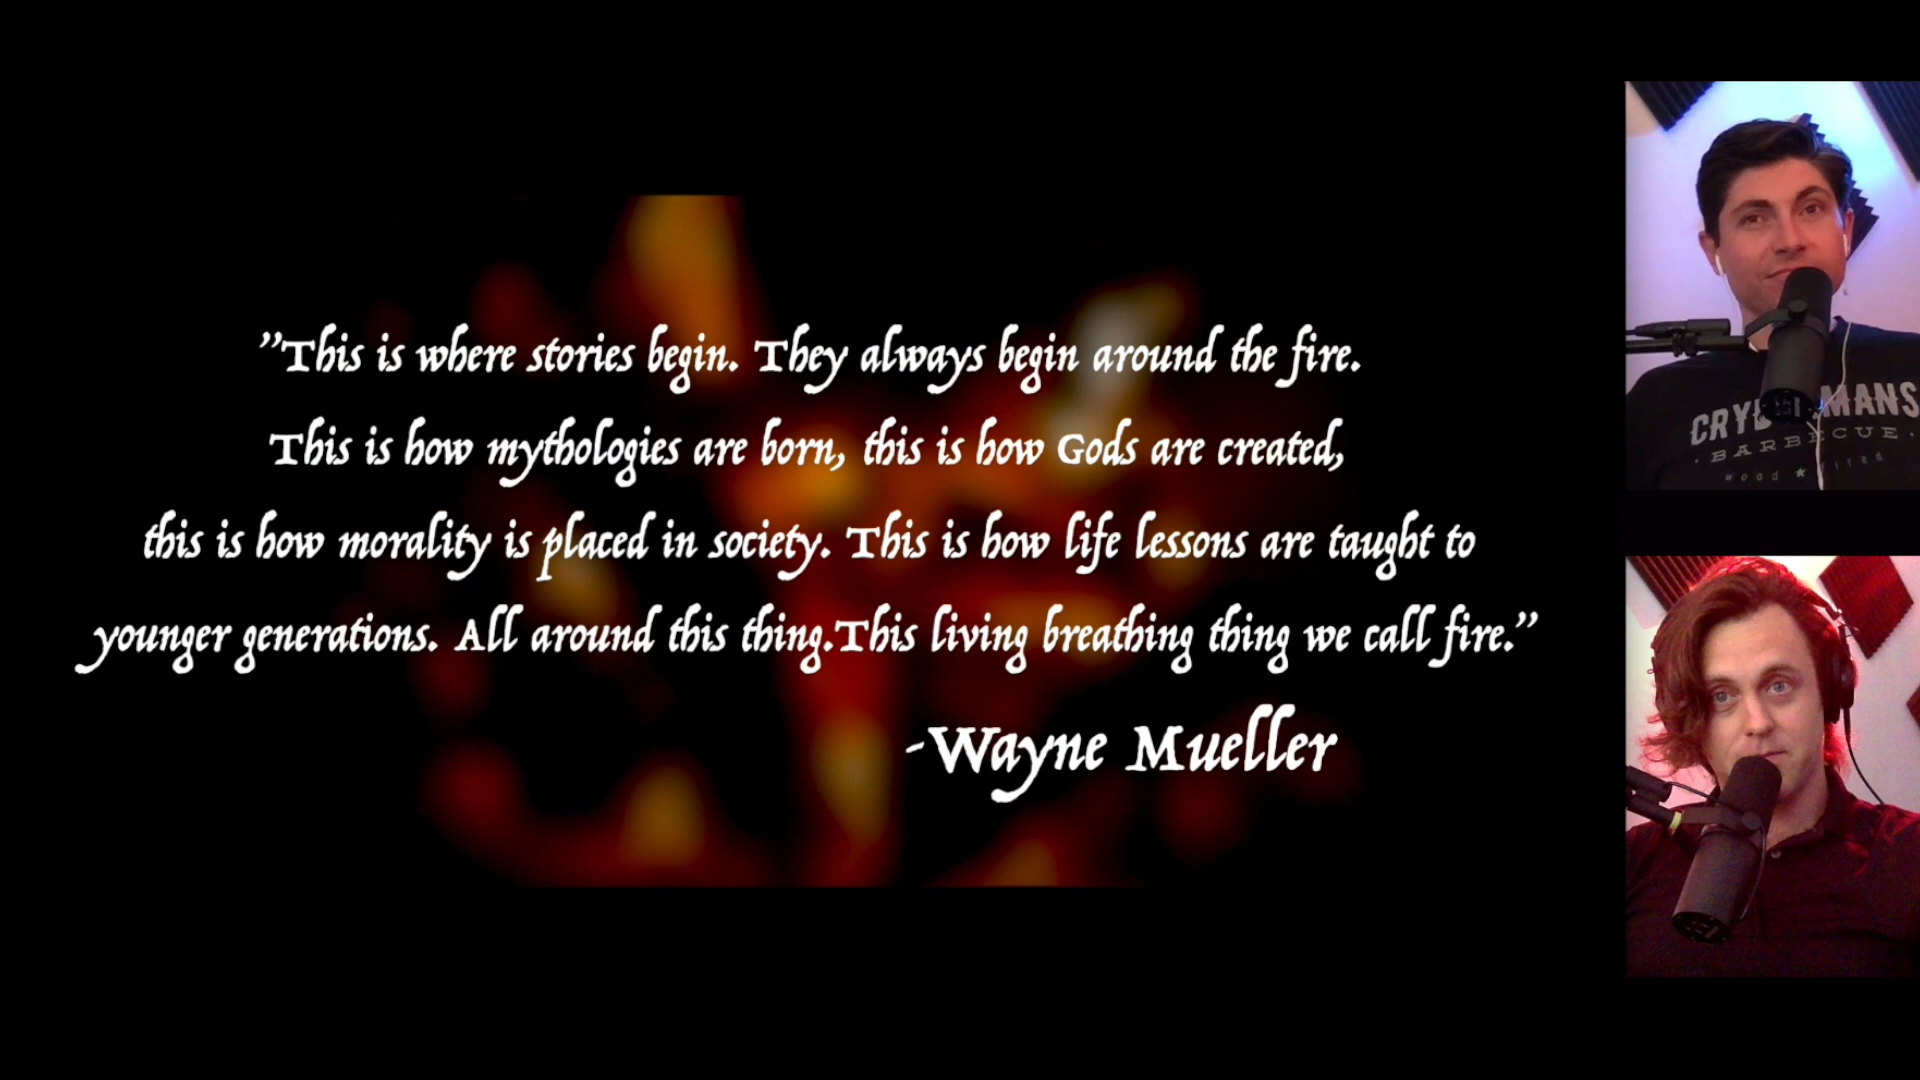 "This is where stories begin. They always begin around the fire.
This is how mythologies are born, this is how Gods are created,
this is how morality is placed in society. This is how life lessons are taught to
younger generations. All around this thing.This living breathing thing we call fire."
-Wayne Mueller
MANS
BARBECUE
wood